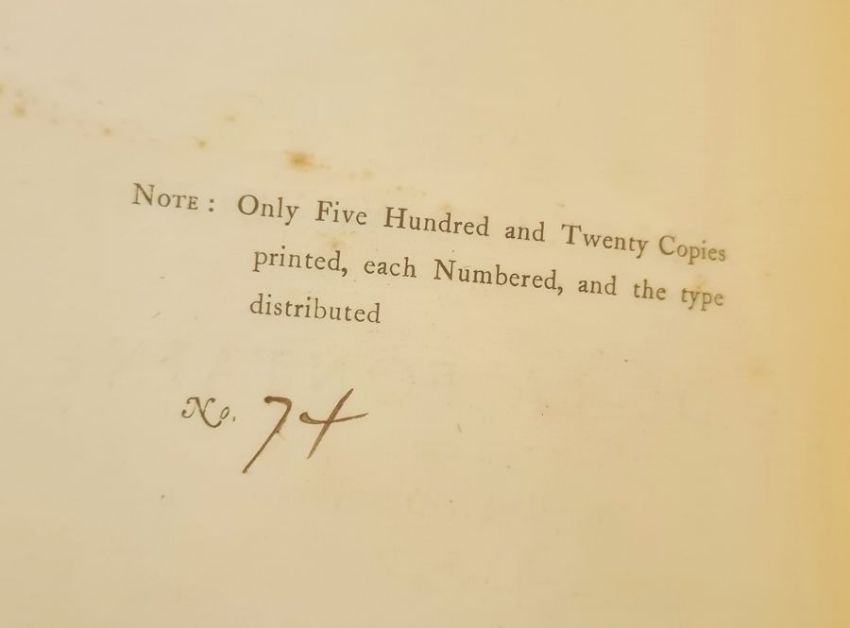 NOTE: Only Five Hundred and Twenty Copies
printed, each Numbered, and the type
distributed
No. 74